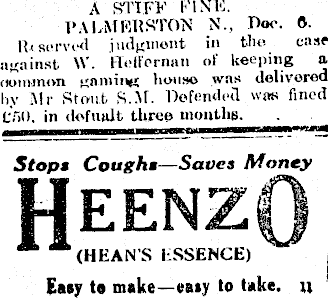 A STIFF FINE.
PALMERSTON N., Dec. 6.
Reserved judgment in the case
against W. Heffernan of keeping a
common gaming house was delivered
by Mr Stout S.M. Defended was fined
£50, in defualt three months.
Stops Coughs—Saves Money
HEENZO
(HEAN'S ESSENCE)
Easy to make—easy to take. 11